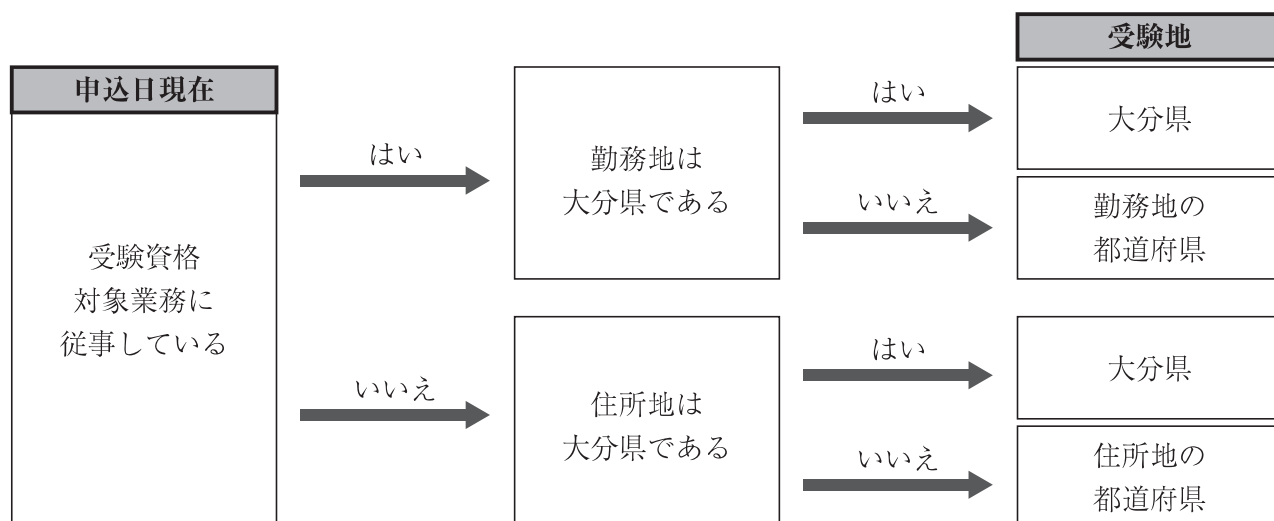 申込日現在
受験資格
対象業務に
従事している
はい
いいえ
勤務地は
大分県である
住所地は
大分県である
はい
いいえ
はい
いいえ
受験地
大分県
勤務地の
都道府県
大分県
住所地の
都道府県